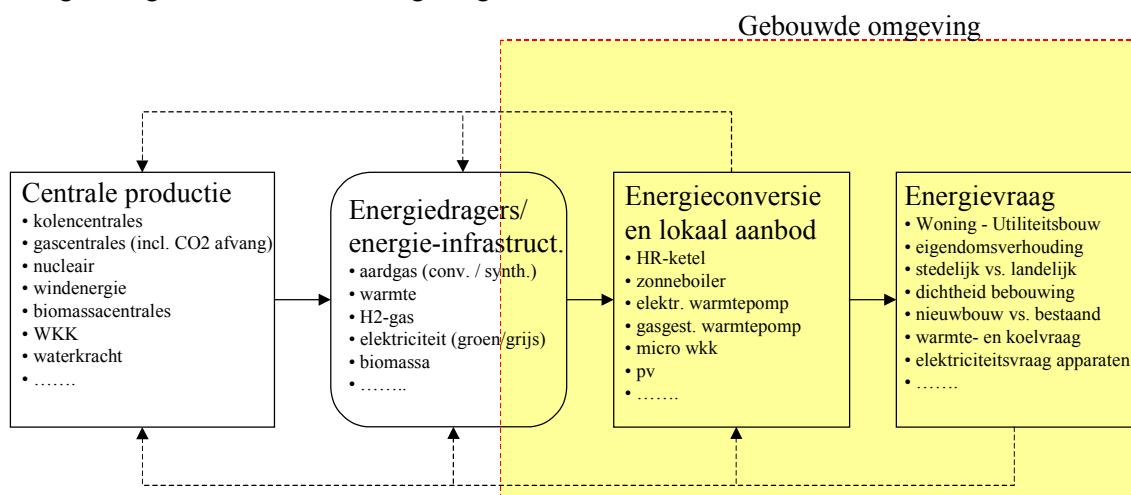 Gebouwde omgeving
Centrale productie
• kolencentrales
• gascentrales (incl. CO2 afvang)
• nucleair
• windenergie
• biomassacentrales
• WKK
• waterkracht
• …….
Energiedragers/
energie-infrastruct.
• aardgas (conv. / synth.)
• warmte
• H2-gas
• elektriciteit (groen/grijs)
• biomassa
• ……..
Energieconversie
en lokaal aanbod
• HR-ketel
• zonneboiler
• elektr. warmtepomp
• gasgest. warmtepomp
• micro wkk
• pv
• …….
Energievraag
• Woning - Utiliteitsbouw
• eigendomsverhouding
• stedelijk vs. landelijk
• dichtheid bebouwing
• nieuwbouw vs. bestaand
• warmte- en koelvraag
• elektriciteitsvraag apparaten
• …….